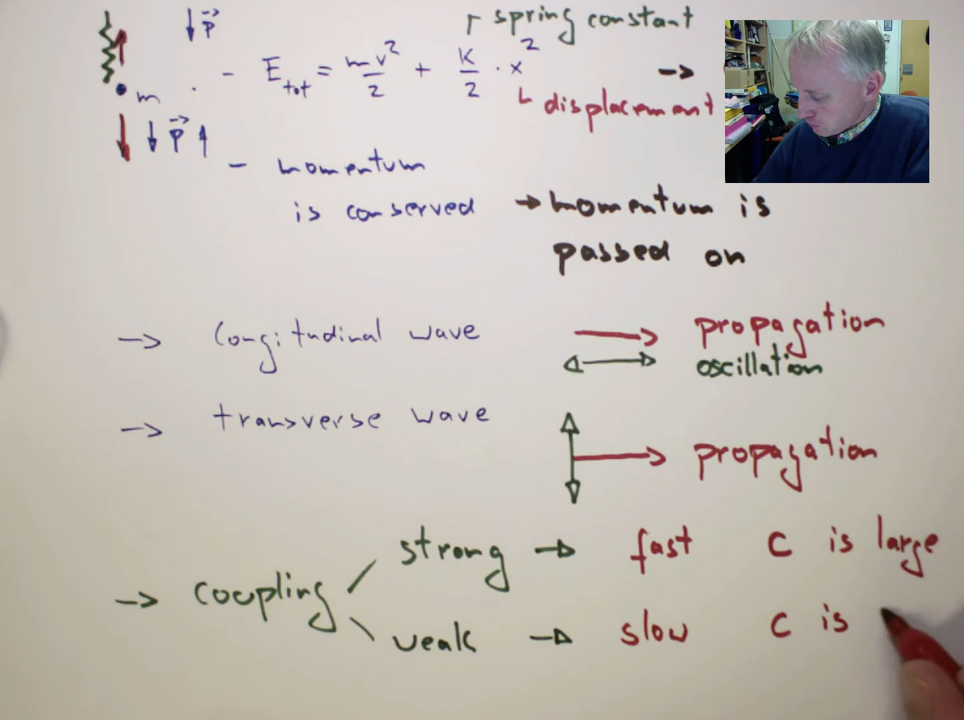 ↓p⃗
spring constant
m
- E_tot = mv²/2 + K/2 · x² →
displacement
↓p⃗↑
- momentum
is conserved → momentum is
passed on
→ longitudinal wave → propagation
oscillation
→ transverse wave → propagation
strong → fast c is large
→ coupling
weak → slow c is